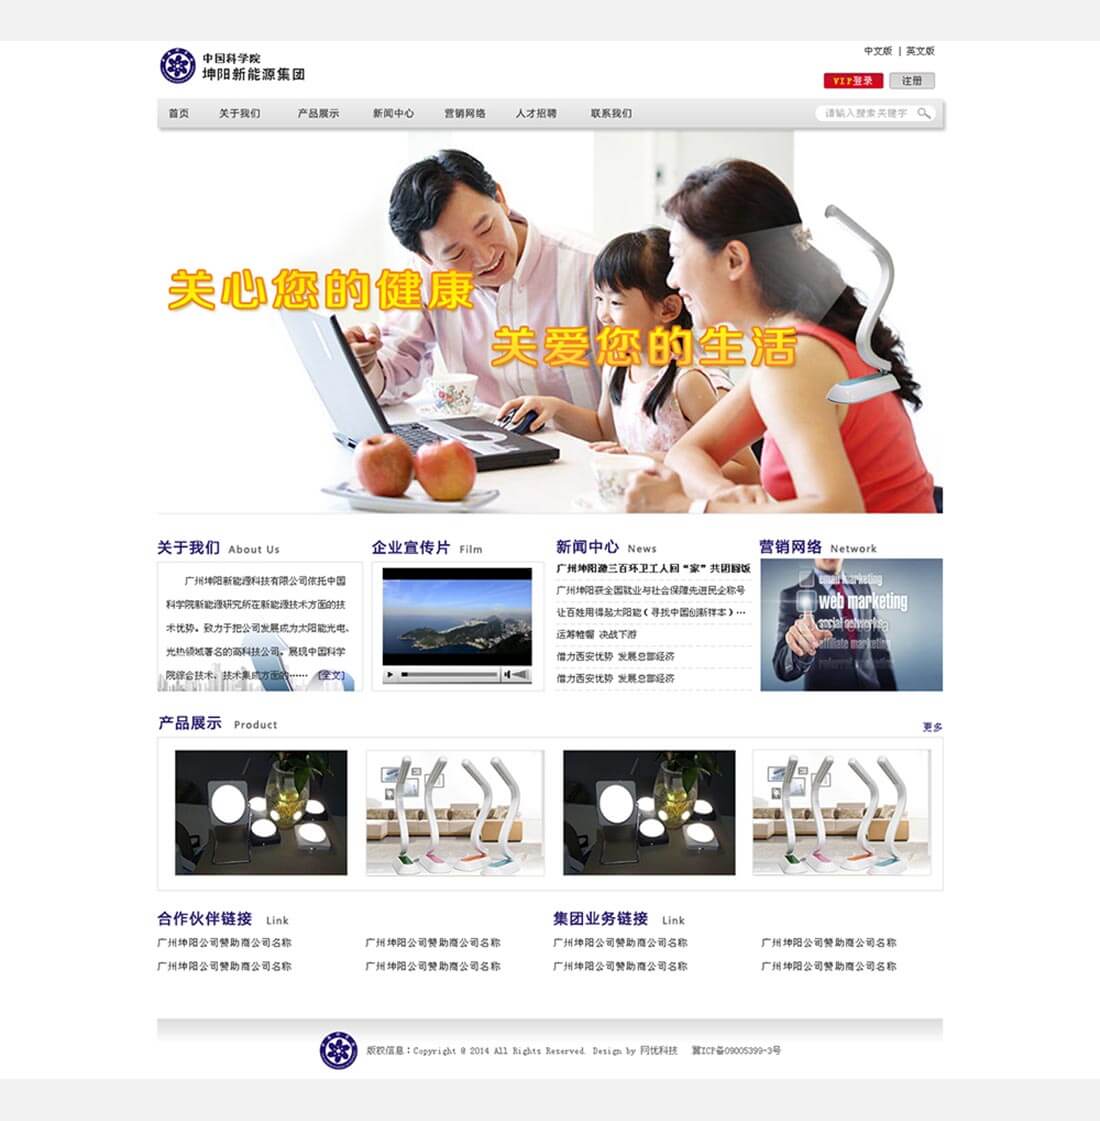 中国科学院
坤阳新能源集团
中文版 | 英文版
VIP登录 注册
首页 关于我们 产品展示 新闻中心 营销网络 人才招聘 联系我们 请输入搜索关键字
关心您的健康
关爱您的生活
关于我们 About Us
广州坤阳新能源科技有限公司依托中国
科学院新能源研究所在新能源技术方面的技
术优势。致力于把公司发展成为太阳能光电、
光热领域著名的高科技公司。展现中国科学
院综合技术、技术集成方面的…… [全文]
企业宣传片 Film
新闻中心 News
广州坤阳邀三百环卫工人回“家”共团圆饭
广州坤阳获全国就业与社会保障先进民企称号
让百姓用得起太阳能（寻找中国创新样本）…
运筹帷幄 决战下游
借力西安优势 发展总部经济
借力西安优势 发展总部经济
营销网络 Network
email marketing
web marketing
social networks
affiliate marketing
产品展示 Product
更多
合作伙伴链接 Link
广州坤阳公司赞助商公司名称 广州坤阳公司赞助商公司名称
广州坤阳公司赞助商公司名称 广州坤阳公司赞助商公司名称
集团业务链接 Link
广州坤阳公司赞助商公司名称 广州坤阳公司赞助商公司名称
广州坤阳公司赞助商公司名称 广州坤阳公司赞助商公司名称
版权信息：Copyright @ 2014 All Rights Reserved. Design by 网优科技 冀ICP备09005399-3号